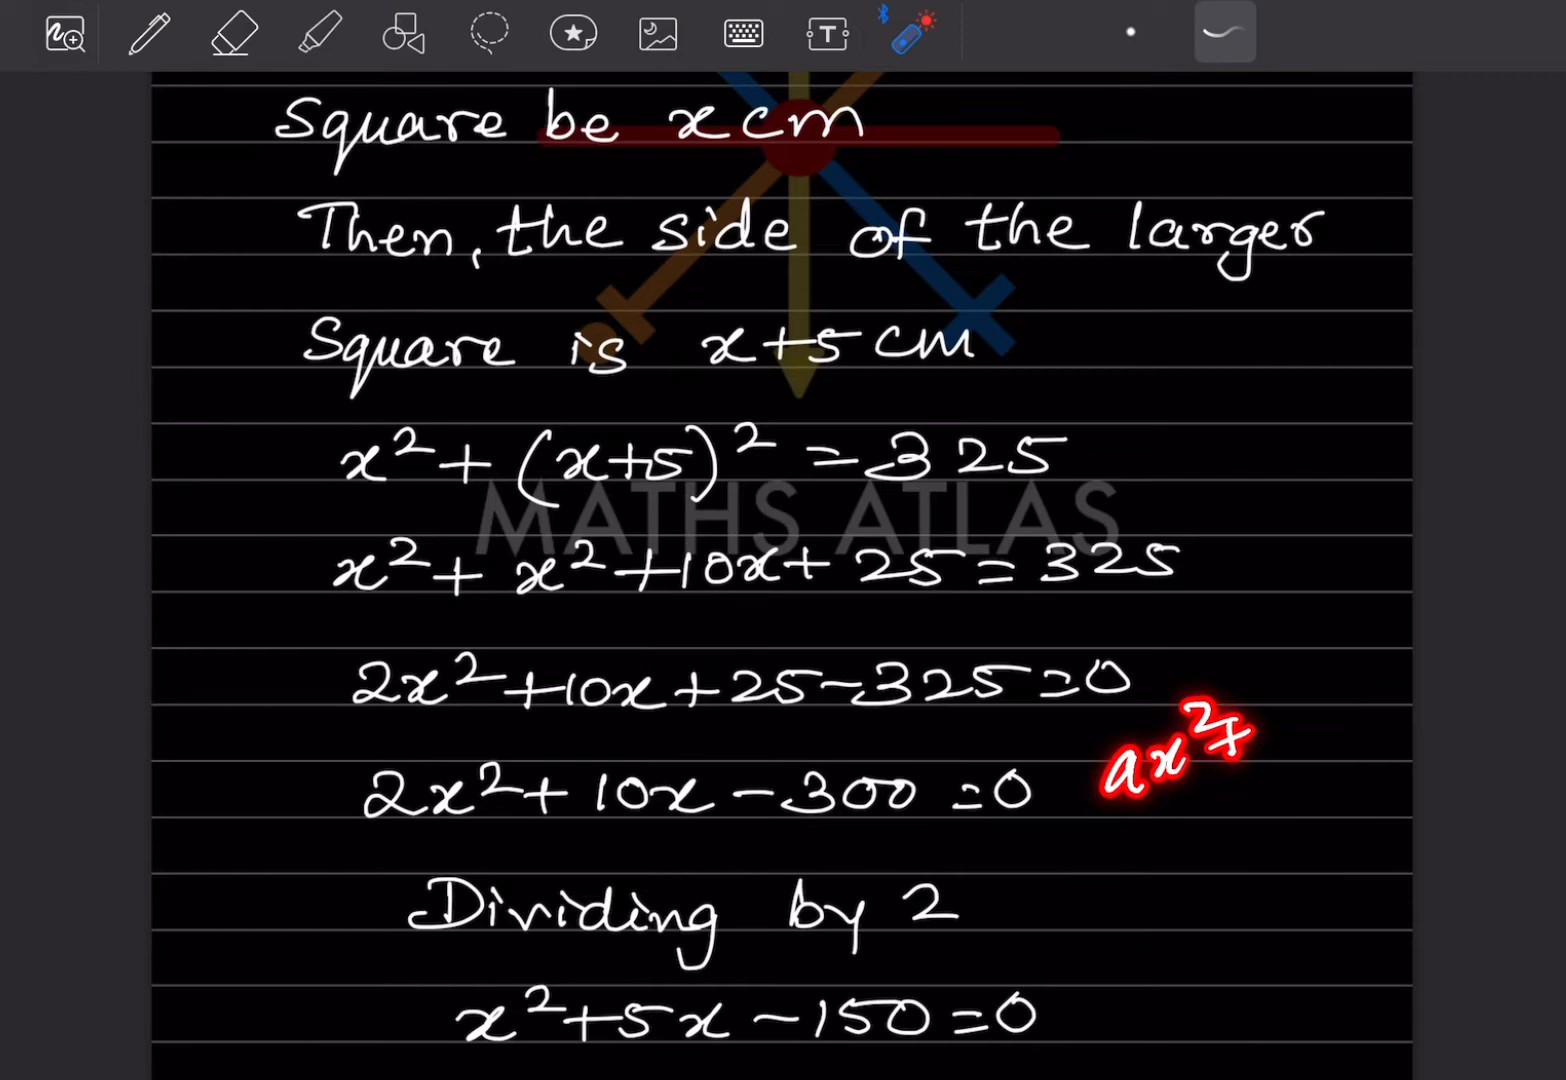 Square be x cm
Then, the side of the larger
Square is x+5 cm
x² + (x+5)² = 325
MATHS ATLAS
x² + x² + 10x + 25 = 325
2x² + 10x + 25 - 325 = 0
ax² +
2x² + 10x - 300 = 0
Dividing by 2
x² + 5x - 150 = 0